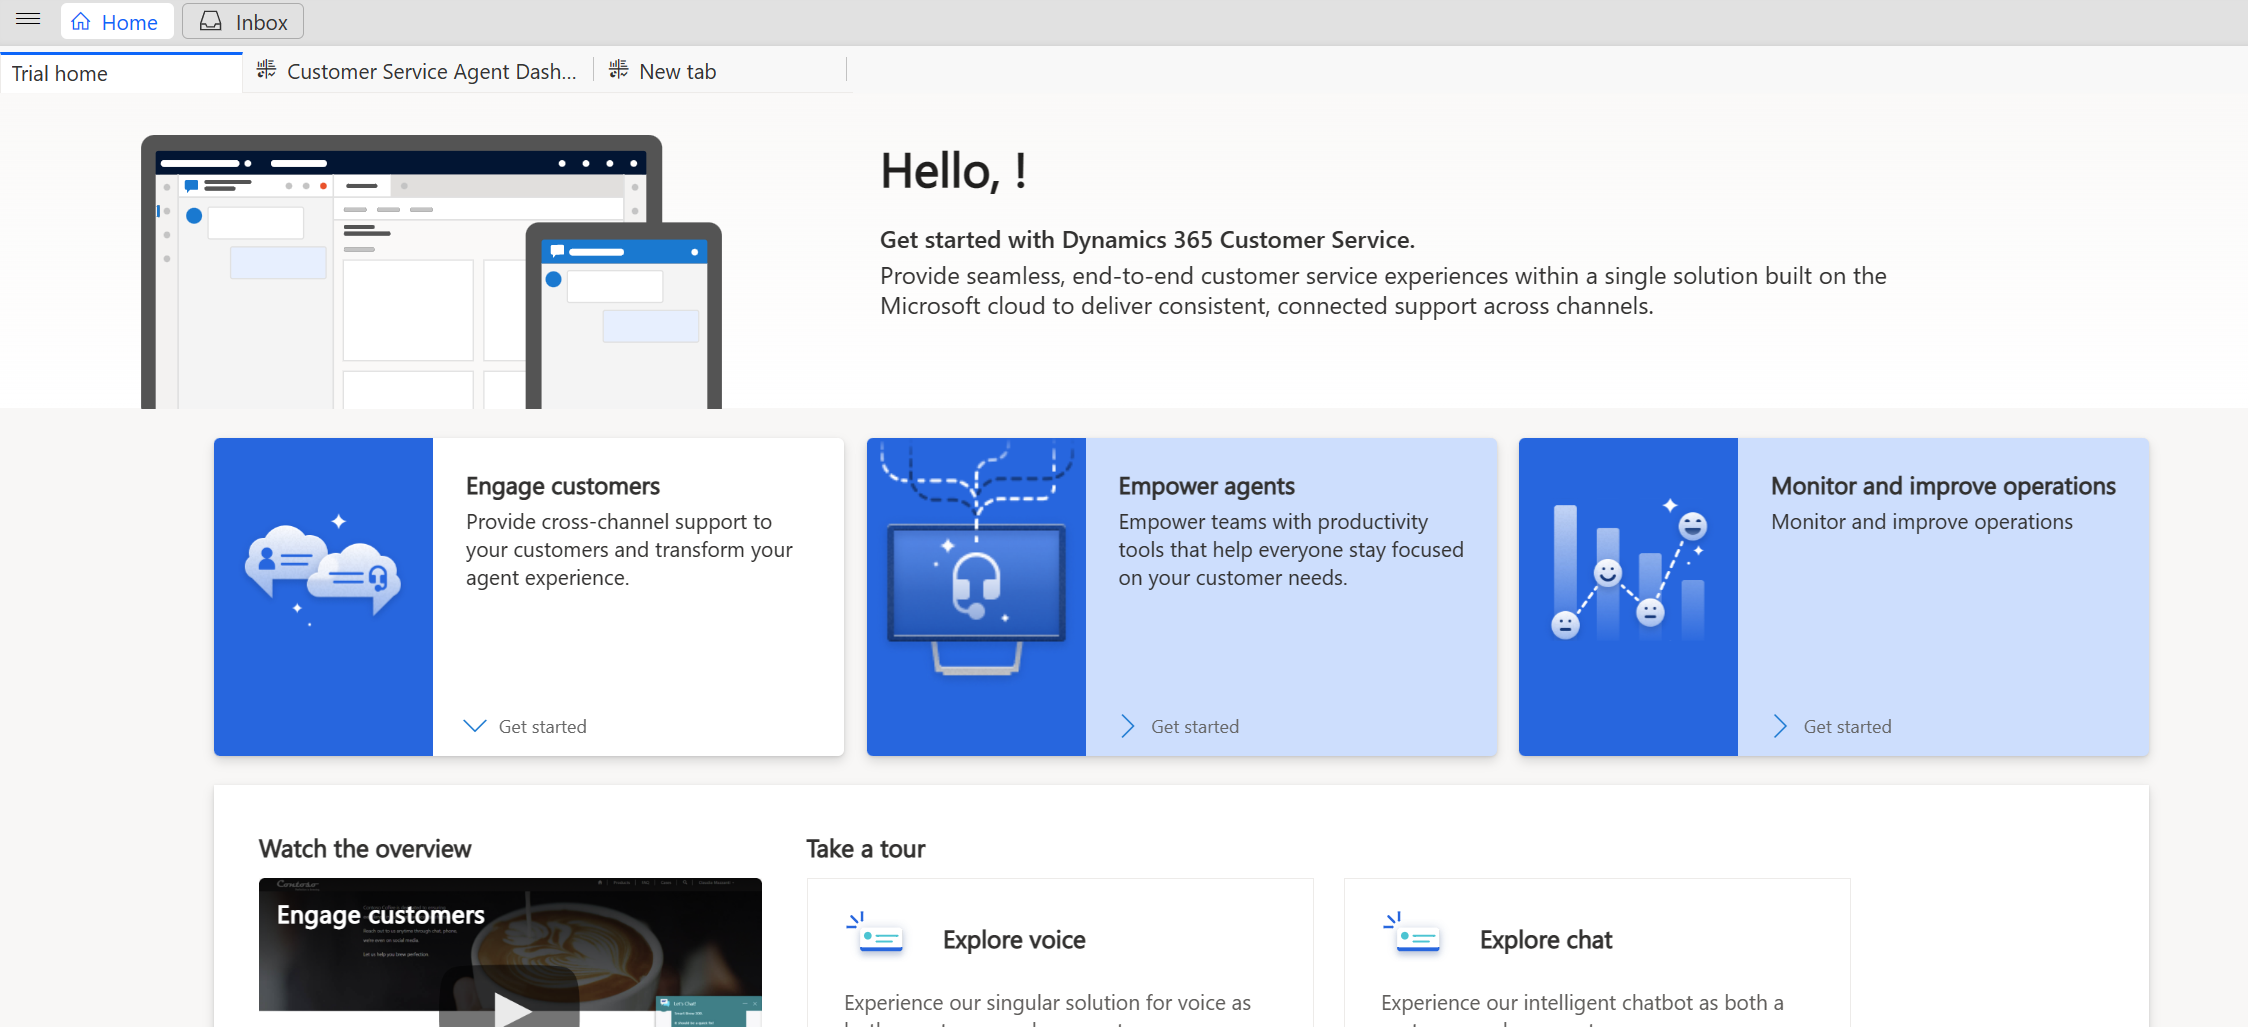 Home
Inbox
Trial home
Customer Service Agent Dash...
New tab
Hello, !
Get started with Dynamics 365 Customer Service.
Provide seamless, end-to-end customer service experiences within a single solution built on the
Microsoft cloud to deliver consistent, connected support across channels.
Engage customers
Provide cross-channel support to
your customers and transform your
agent experience.
Get started
Empower agents
Empower teams with productivity
tools that help everyone stay focused
on your customer needs.
Get started
Monitor and improve operations
Monitor and improve operations
Get started
Watch the overview
Contoso
Engage customers
Let's Chat!
Take a tour
Explore voice
Experience our singular solution for voice as
Explore chat
Experience our intelligent chatbot as both a